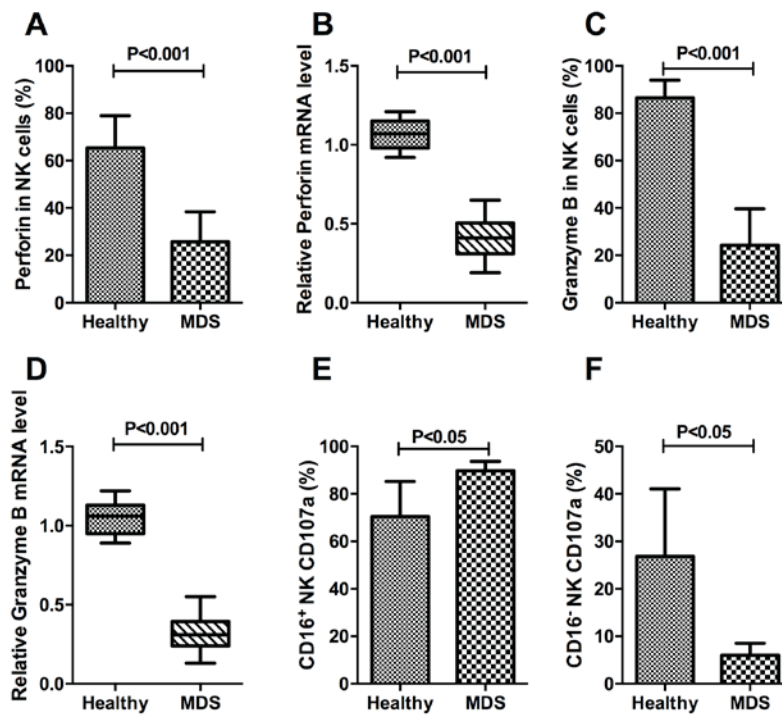 A
P<0.001
Perforin in NK cells (%)
100
80
60
40
20
0
Healthy MDS
B
P<0.001
Relative Perforin mRNA level
1.5
1.0
0.5
0.0
Healthy MDS
C
P<0.001
Granzyme B in NK cells (%)
100
80
60
40
20
0
Healthy MDS
D
P<0.001
Relative Granzyme B mRNA level
1.5
1.0
0.5
0.0
Healthy MDS
E
P<0.05
CD16⁺ NK CD107a (%)
100
80
60
40
20
0
Healthy MDS
F
P<0.05
CD16⁻ NK CD107a (%)
50
40
30
20
10
0
Healthy MDS